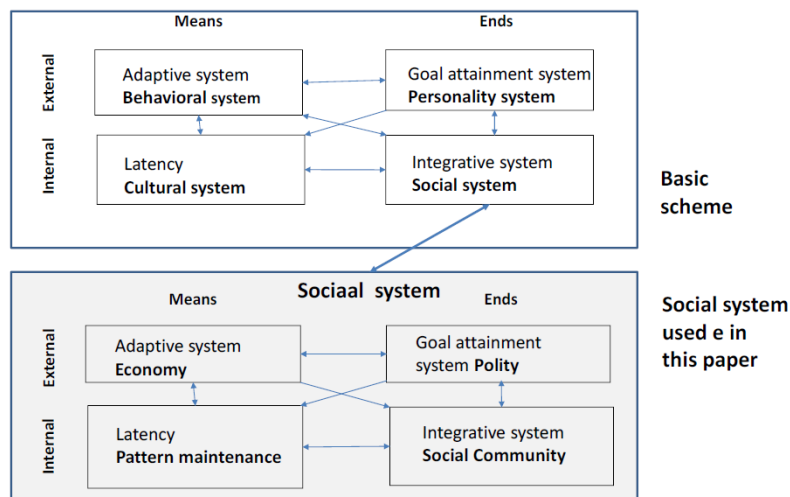 Means
Ends
External
Adaptive system
Behavioral system
Goal attainment system
Personality system
Internal
Latency
Cultural system
Integrative system
Social system
Basic
scheme
Sociaal system
Means
Ends
External
Adaptive system
Economy
Goal attainment
system Polity
Internal
Latency
Pattern maintenance
Integrative system
Social Community
Social system
used e in
this paper